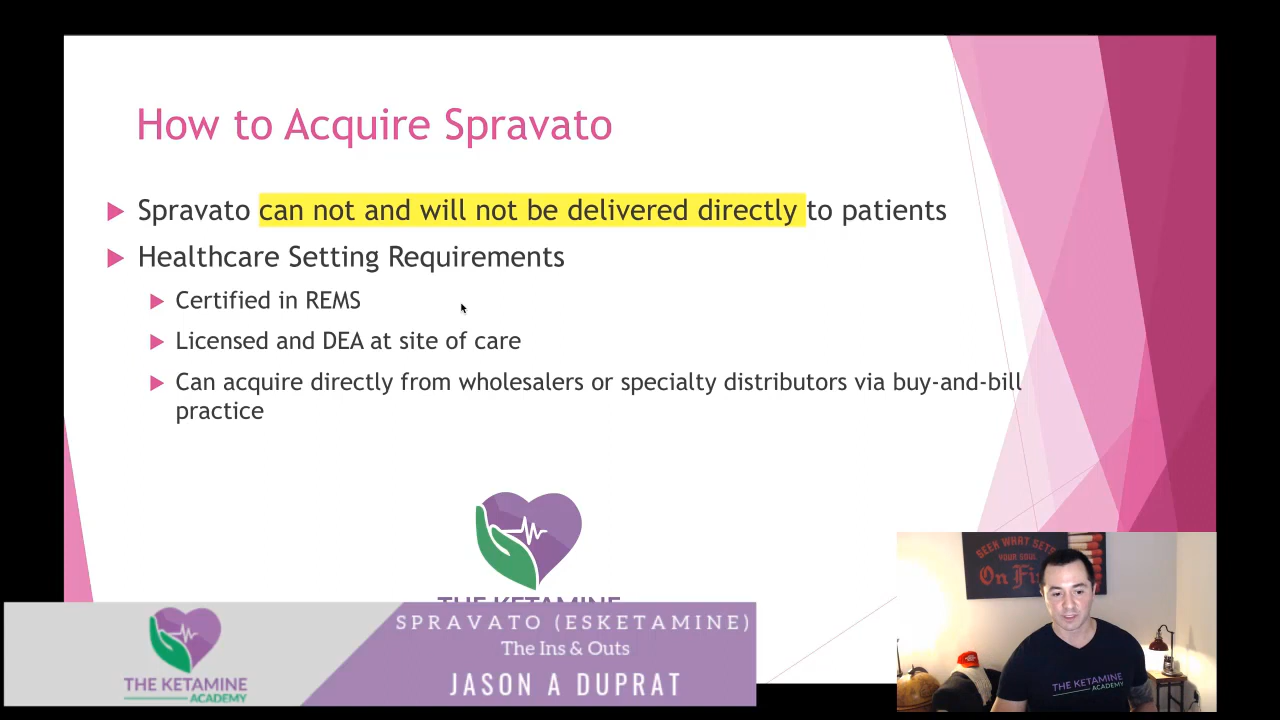 How to Acquire Spravato
Spravato can not and will not be delivered directly to patients
Healthcare Setting Requirements
Certified in REMS
Licensed and DEA at site of care
Can acquire directly from wholesalers or specialty distributors via buy-and-bill
practice
THE KETAMINE
SEEK WHAT SETS
YOUR SOUL
On Fi
THE KETAMINE
ACADEMY
THE KETAMINE
ACADEMY
SPRAVATO (ESKETAMINE)
The Ins & Outs
JASON A DUPRAT